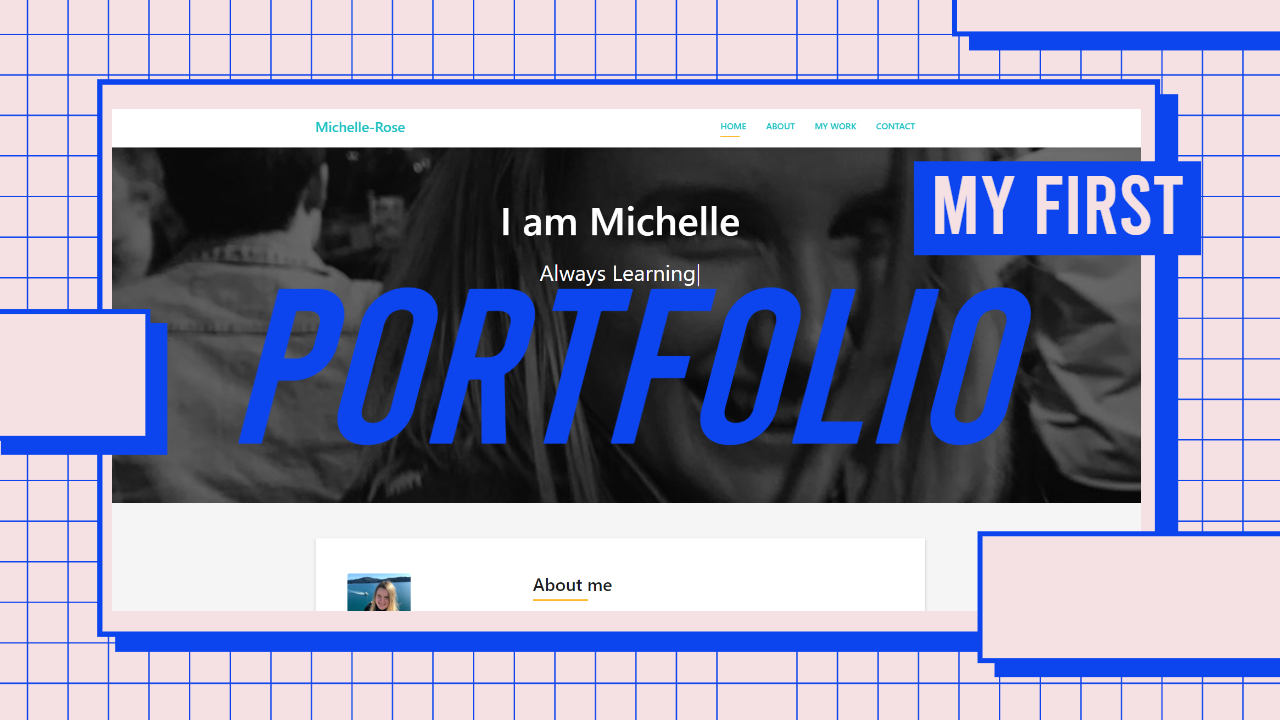 Michelle-Rose
HOME ABOUT MY WORK CONTACT
MY FIRST
I am Michelle
Always Learning
PORTFOLIO
About me